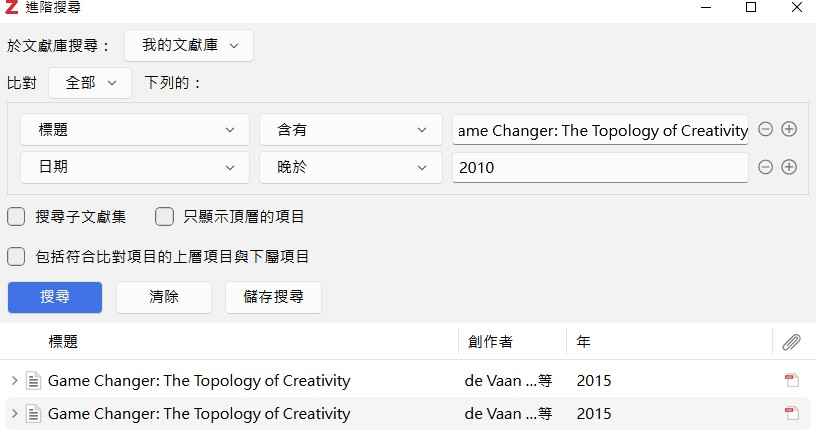 Z 進階搜尋
於文獻庫搜尋： 我的文獻庫
比對 全部 下列的：
標題 含有 ame Changer: The Topology of Creativity
日期 晚於 2010
搜尋子文獻集 只顯示頂層的項目
包括符合比對項目的上層項目與下屬項目
搜尋 清除 儲存搜尋
標題 創作者 年
Game Changer: The Topology of Creativity de Vaan ...等 2015
Game Changer: The Topology of Creativity de Vaan ...等 2015